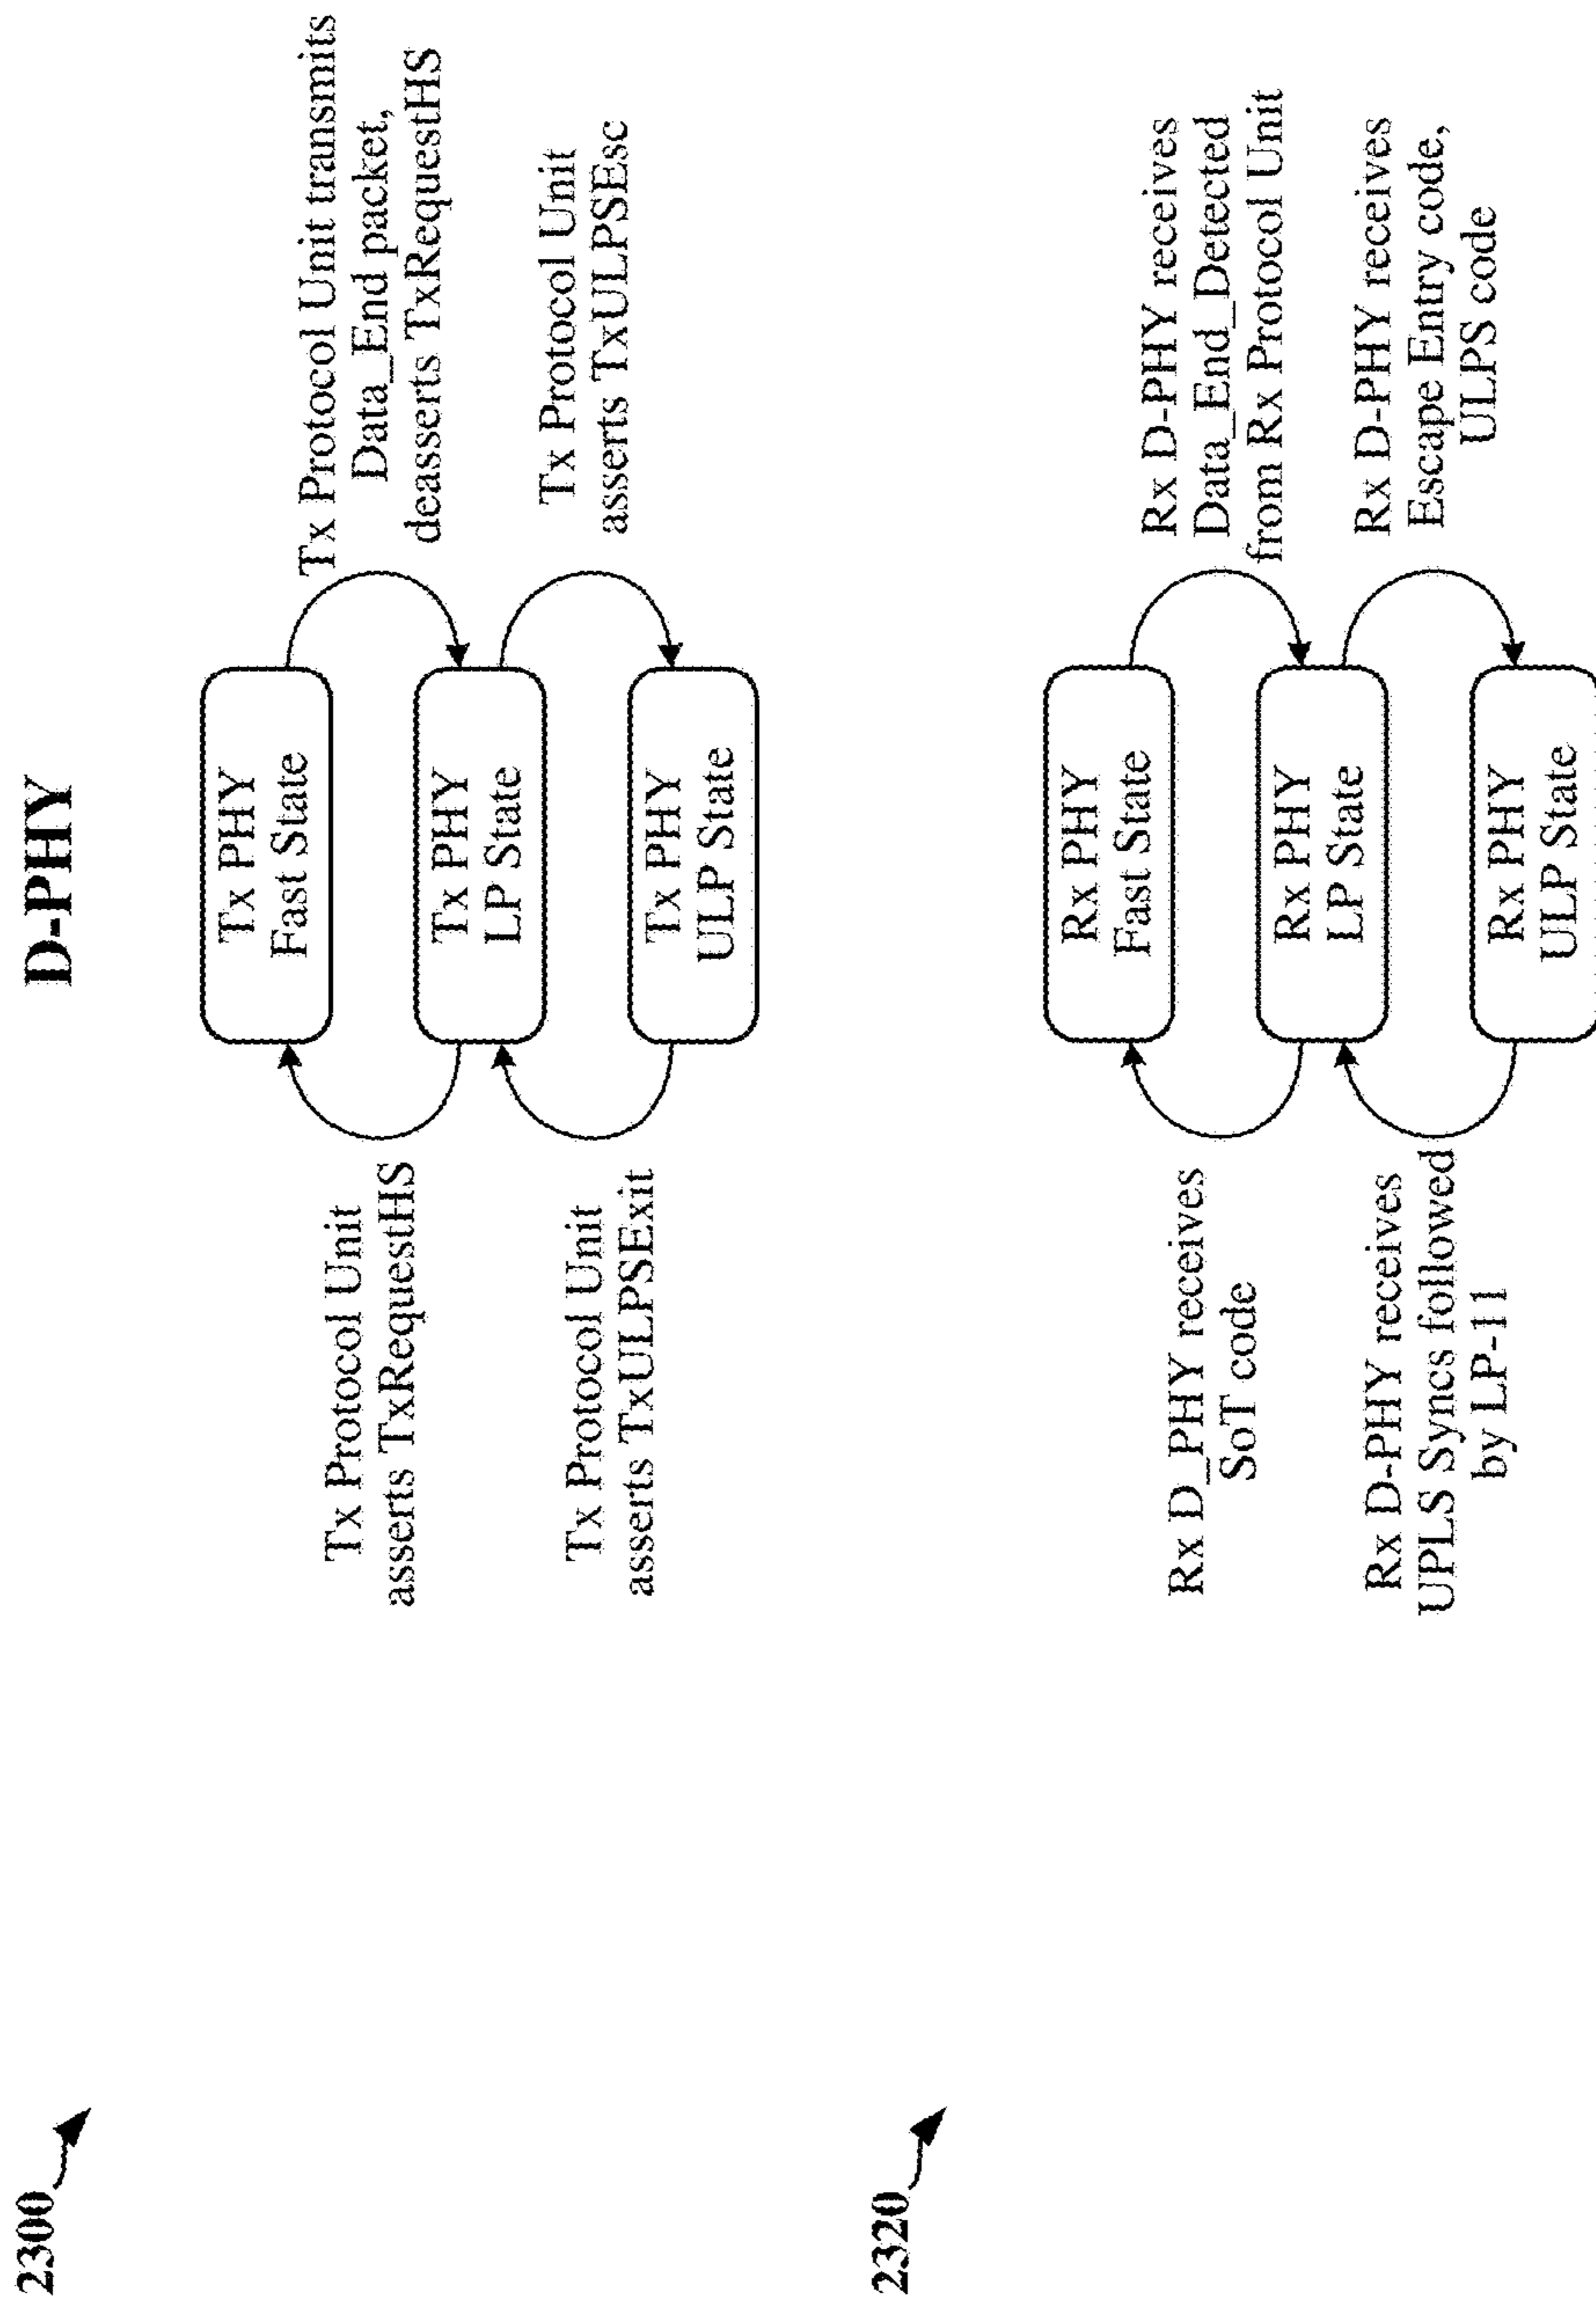 D-PHY
2300
Tx PHY
Fast State
Tx PHY
LP State
Tx PHY
ULP State
Tx Protocol Unit
asserts TxRequestHS
Tx Protocol Unit
asserts TxULPSExit
Tx Protocol Unit transmits
Data_End packet,
deasserts TxRequestHS
Tx Protocol Unit
asserts TxULPSEsc
2320
Rx PHY
Fast State
Rx PHY
LP State
Rx PHY
ULP State
Rx D_PHY receives
SoT code
Rx D-PHY receives
UPLS Syncs followed
by LP-11
Rx D-PHY receives
Data_End_Detected
from Rx Protocol Unit
Rx D-PHY receives
Escape Entry code,
ULPS code